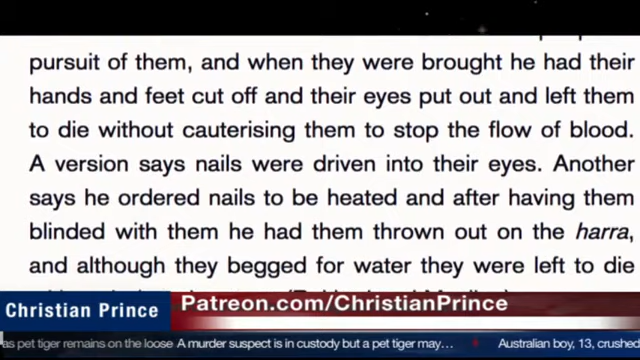 pursuit of them, and when they were brought he had their
hands and feet cut off and their eyes put out and left them
to die without cauterising them to stop the flow of blood.
A version says nails were driven into their eyes. Another
says he ordered nails to be heated and after having them
blinded with them he had them thrown out on the harra,
and although they begged for water they were left to die
Christian Prince
Patreon.com/ChristianPrince
as pet tiger remains on the loose A murder suspect is in custody but a pet tiger may… Australian boy, 13, crushed